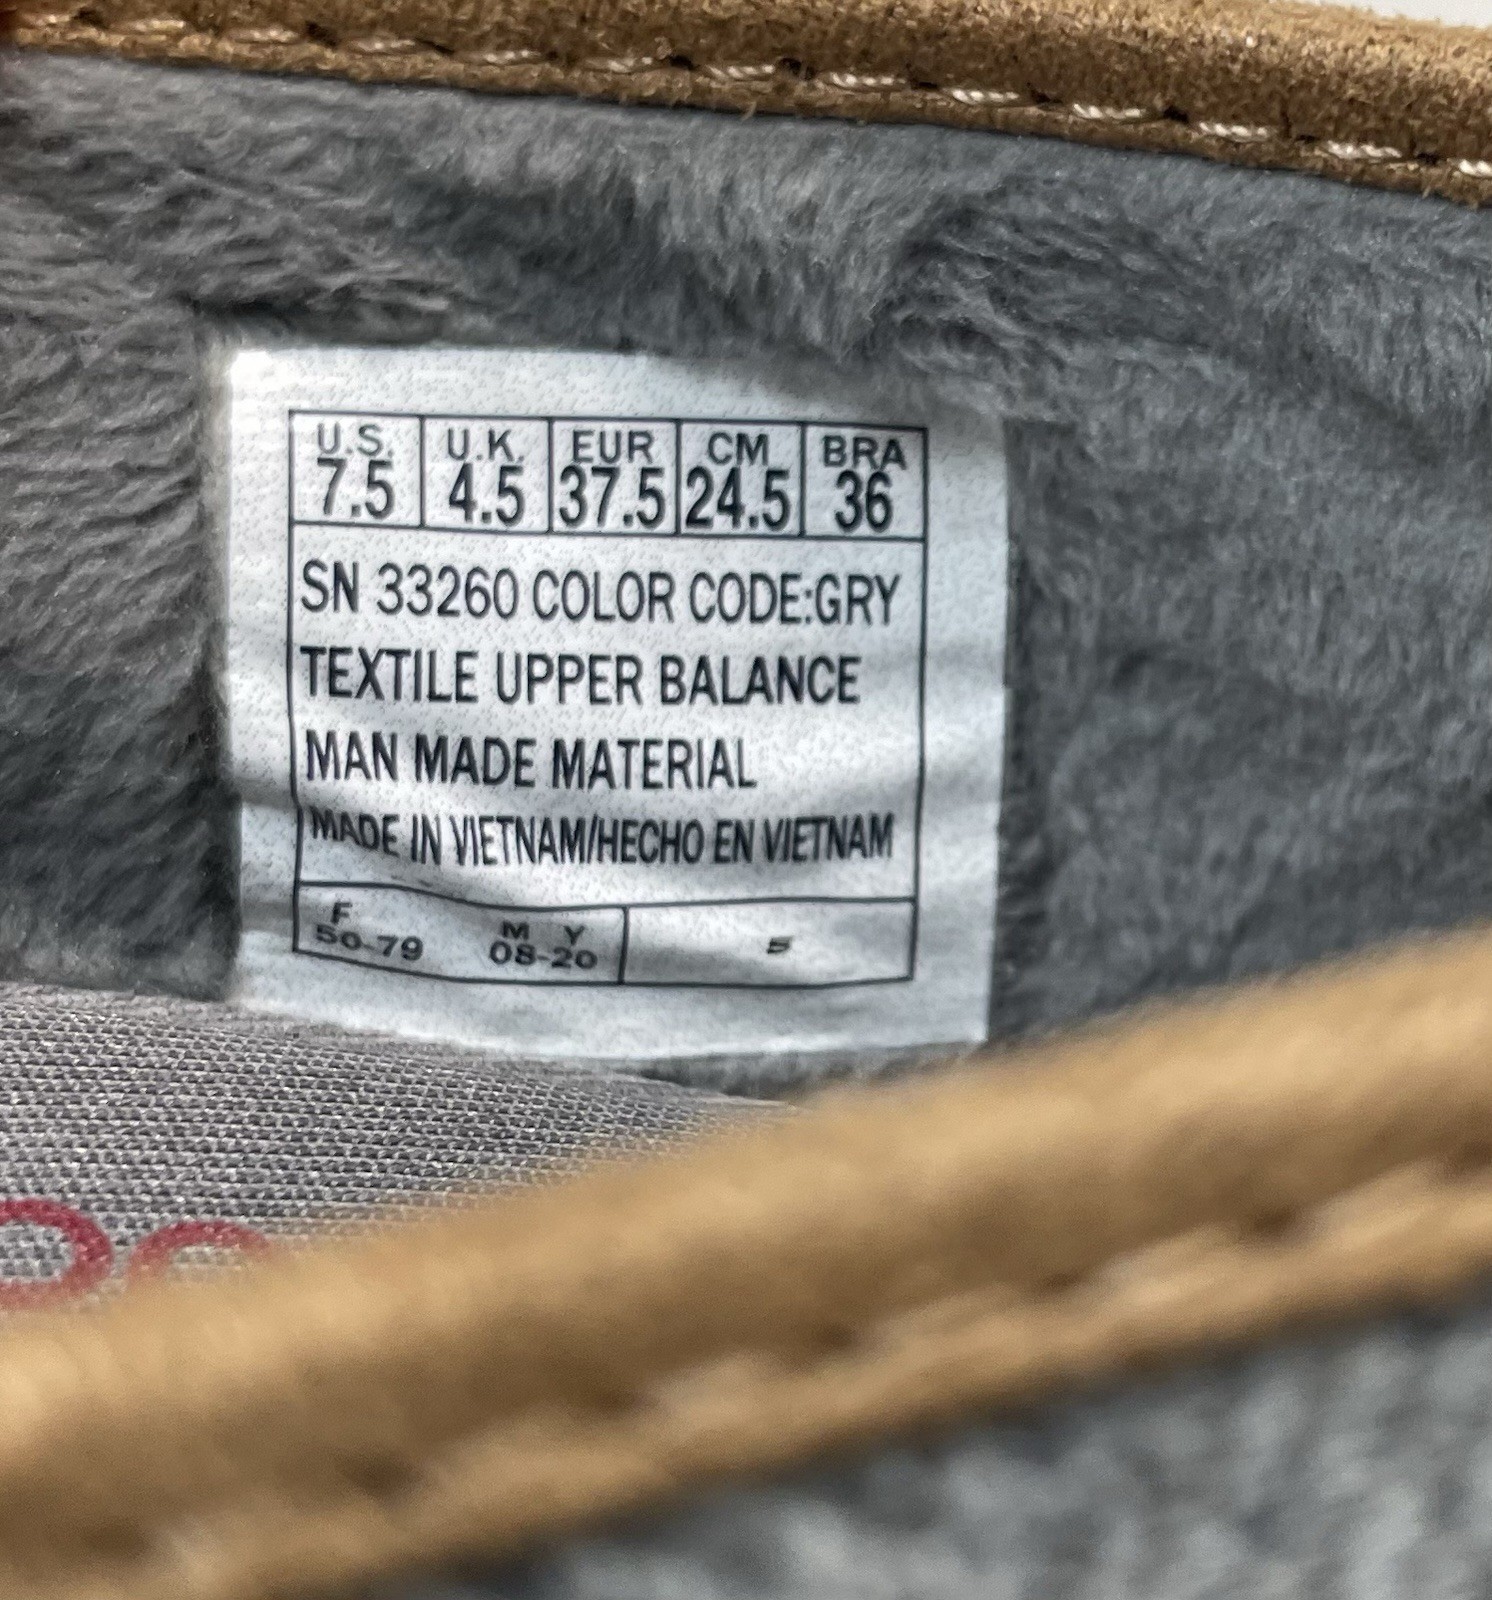 U.S. U.K. EUR CM BRA
7.5 4.5 37.5 24.5 36
SN 33260 COLOR CODE:GRY
TEXTILE UPPER BALANCE
MAN MADE MATERIAL
MADE IN VIETNAM/HECHO EN VIETNAM
F M Y
50-79 08-20 5